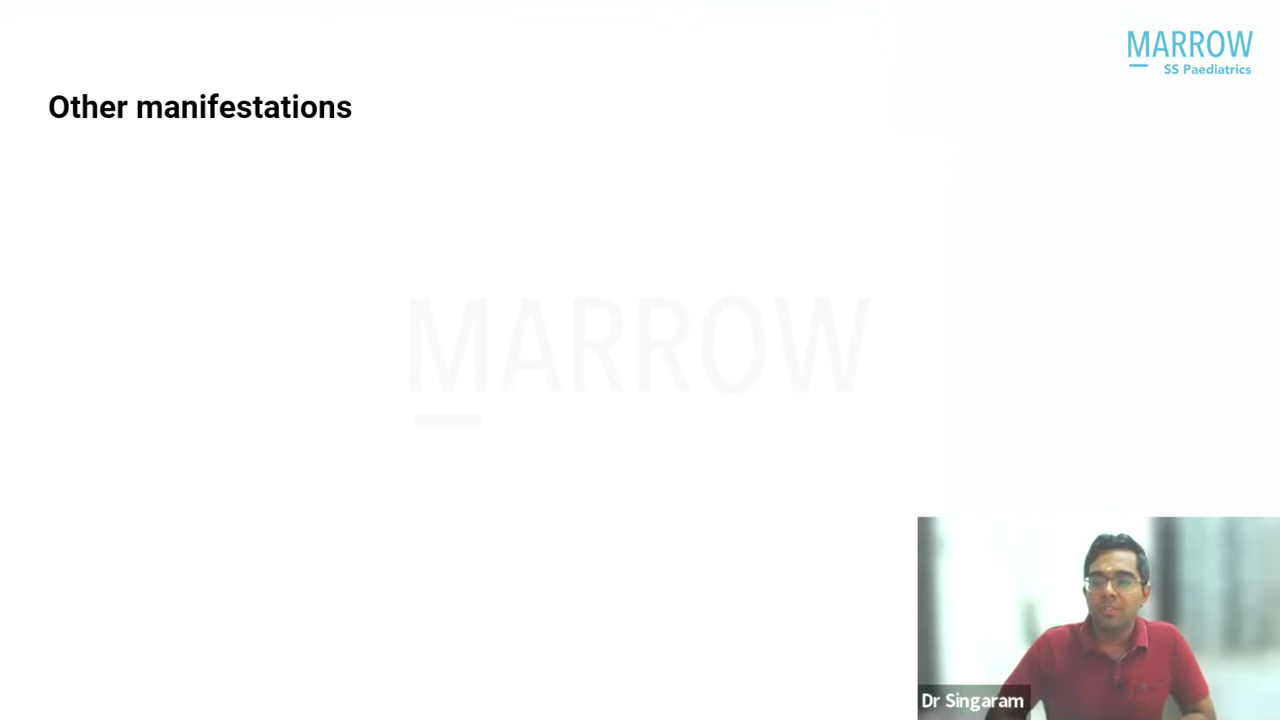 MARROW
SS Paediatrics
Other manifestations
MARROW
Dr Singaram